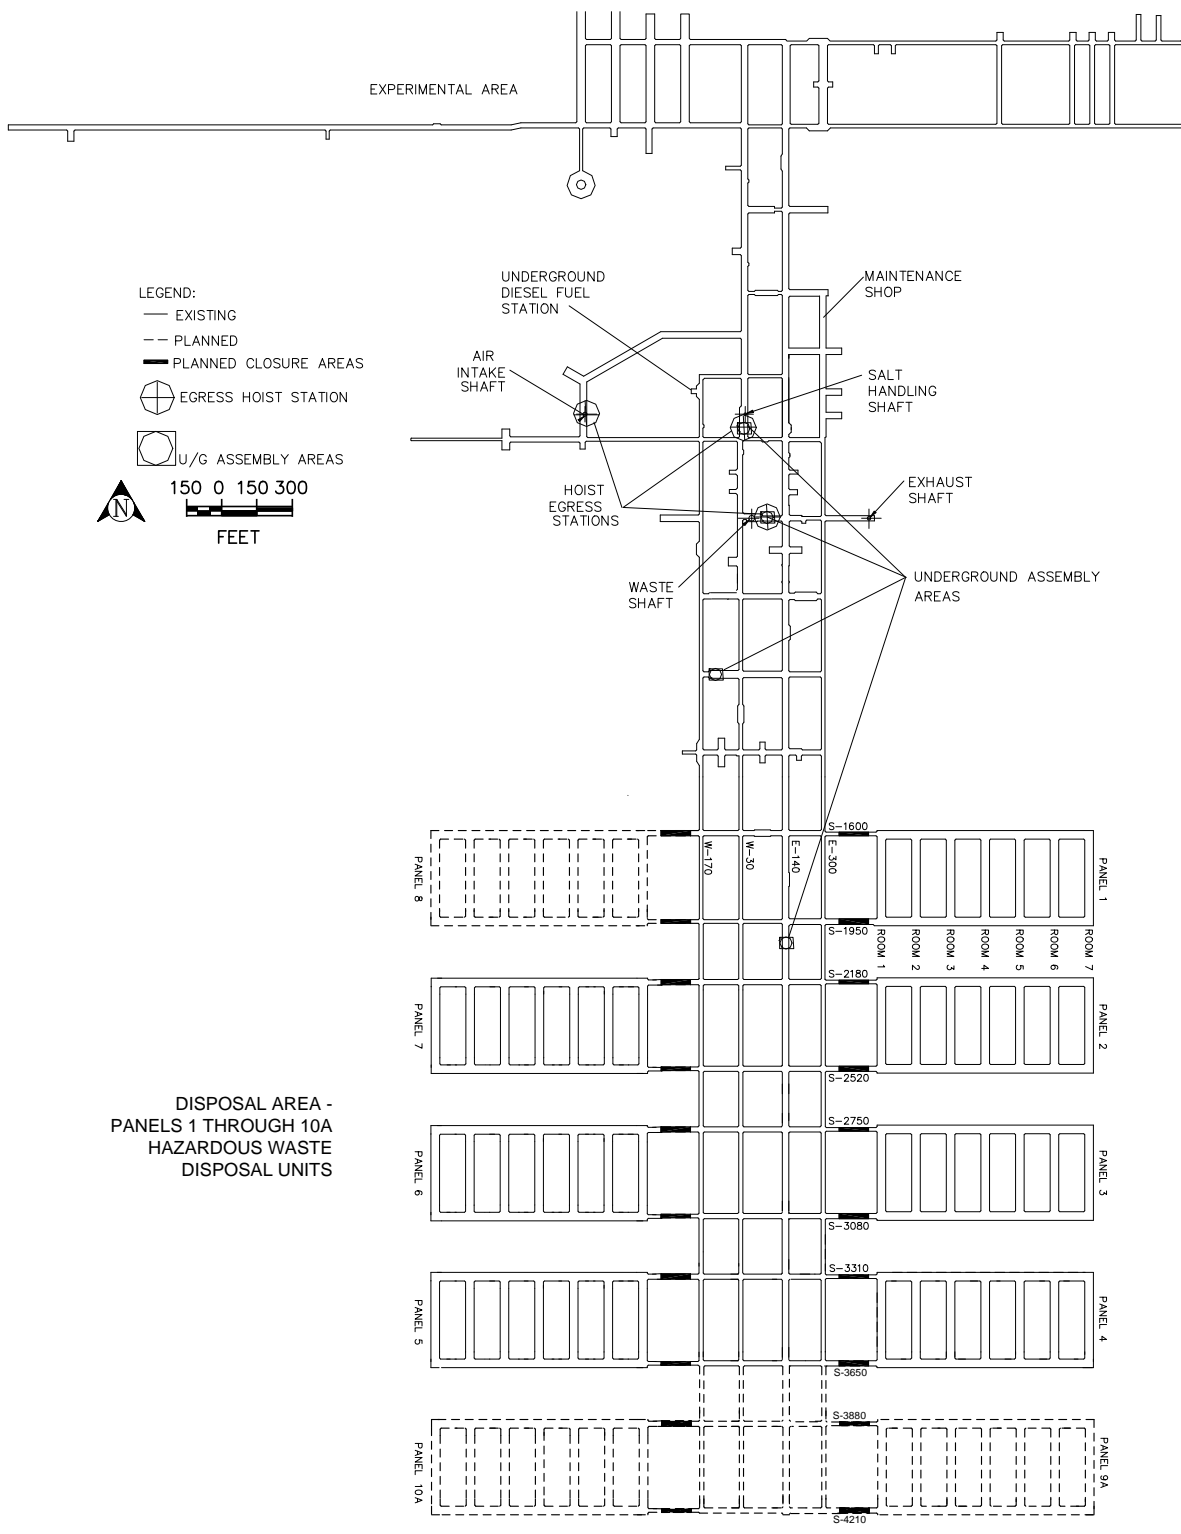 EXPERIMENTAL AREA
UNDERGROUND
DIESEL FUEL
STATION
MAINTENANCE
SHOP
LEGEND:
EXISTING
PLANNED
PLANNED CLOSURE AREAS
EGRESS HOIST STATION
U/G ASSEMBLY AREAS
AIR
INTAKE
SHAFT
SALT
HANDLING
SHAFT
N
150 0 150 300
FEET
HOIST
EGRESS
STATIONS
EXHAUST
SHAFT
WASTE
SHAFT
UNDERGROUND ASSEMBLY
AREAS
S-1600
W-170
W-30
E-140
E-300
PANEL 8
PANEL 1
S-1950
ROOM 1
ROOM 2
ROOM 3
ROOM 4
ROOM 5
ROOM 6
ROOM 7
S-2180
PANEL 7
PANEL 2
S-2520
DISPOSAL AREA -
PANELS 1 THROUGH 10A
HAZARDOUS WASTE
DISPOSAL UNITS
S-2750
PANEL 6
PANEL 3
S-3080
S-3310
PANEL 5
PANEL 4
S-3650
S-3880
PANEL 10A
PANEL 9A
S-4210